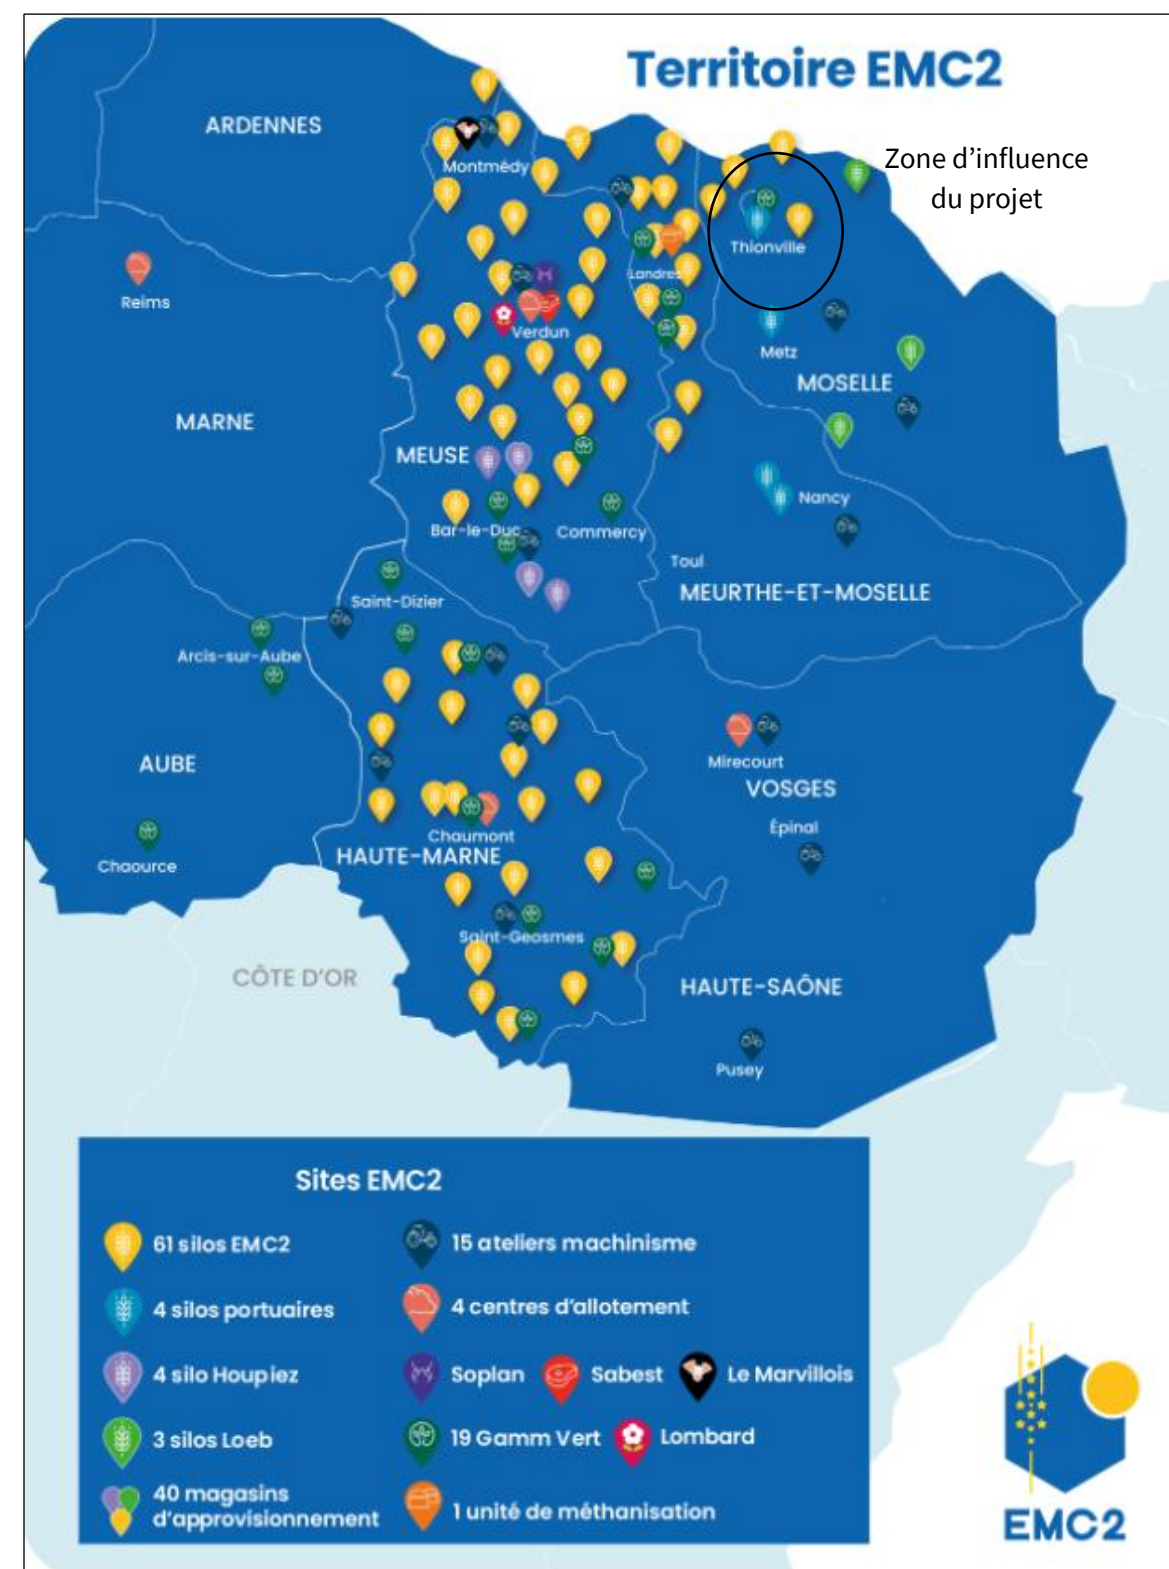 Territoire EMC2
ARDENNES
Zone d’influence
du projet
Montmédy
Thionville
Landres
Reims
Verdun
Metz
MOSELLE
MARNE
MEUSE
Nancy
Bar-le-Duc
Commercy
Toul
MEURTHE-ET-MOSELLE
Saint-Dizier
Arcis-sur-Aube
AUBE
Mirecourt
VOSGES
Épinal
Chaumont
HAUTE-MARNE
Chaource
Saint-Geosmes
CÔTE D’OR
HAUTE-SAÔNE
Pusey
Sites EMC2
61 silos EMC2
15 ateliers machinisme
4 silos portuaires
4 centres d’allotement
4 silo Houpiez
Soplan
Sabest
Le Marvillois
3 silos Loeb
19 Gamm Vert
Lombard
40 magasins
d’approvisionnement
1 unité de méthanisation
EMC2